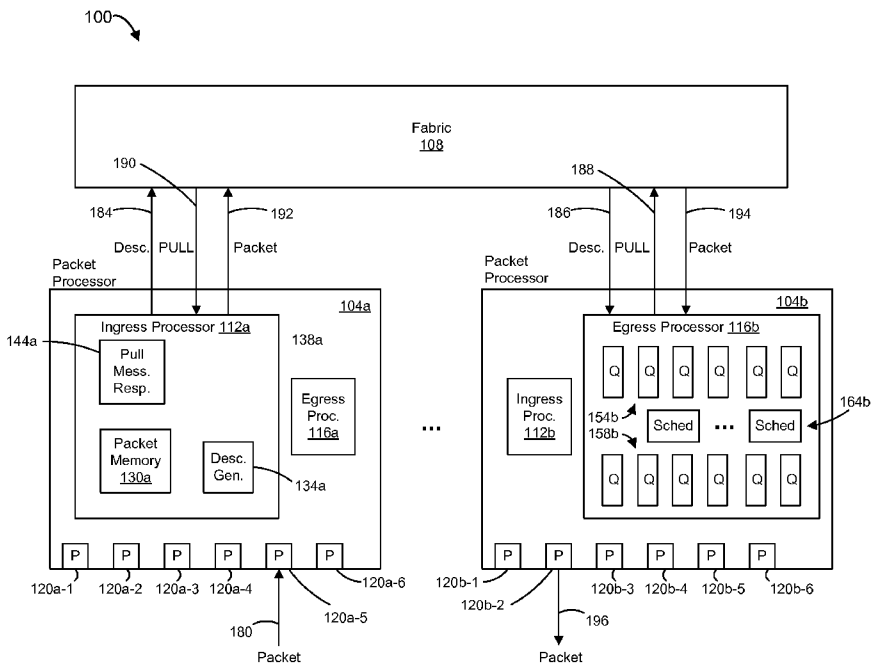 100
Fabric
108
190
188
184
192
186
194
Desc.
PULL
Packet
Desc.
PULL
Packet
Packet
Processor
104a
Ingress Processor 112a
144a
Pull
Mess.
Resp.
138a
Egress
Proc.
116a
Packet
Memory
130a
Desc.
Gen.
134a
P
P
P
P
P
P
120a-1
120a-2
120a-3
120a-4
120a-5
120a-6
180
Packet
...
Packet
Processor
104b
Egress Processor 116b
Q
Q
Q
Q
Q
Q
Ingress
Proc.
112b
154b
158b
Sched
...
Sched
164b
Q
Q
Q
Q
Q
Q
P
P
P
P
P
P
120b-1
120b-2
120b-3
120b-4
120b-5
120b-6
196
Packet